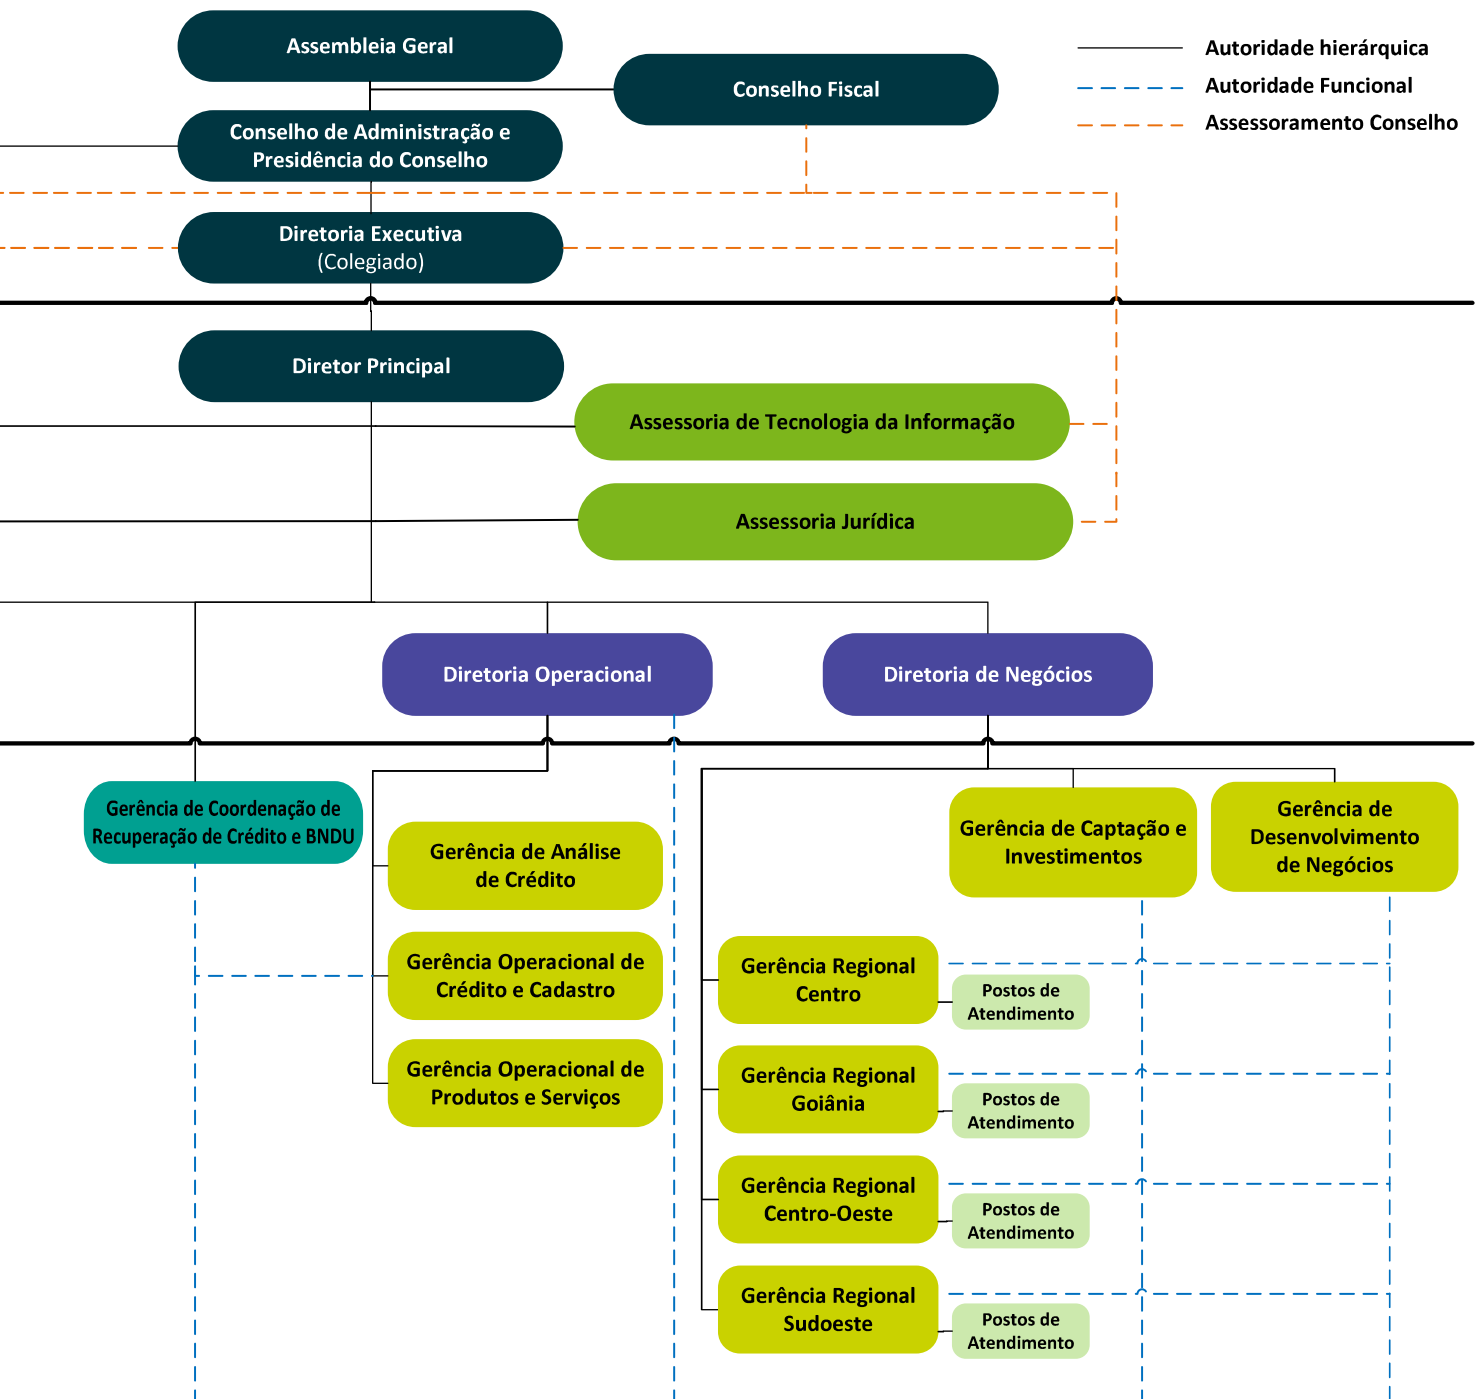 Assembleia Geral
Conselho Fiscal
Autoridade hierárquica
Autoridade Funcional
Assessoramento Conselho
Conselho de Administração e
Presidência do Conselho
Diretoria Executiva
(Colegiado)
Diretor Principal
Assessoria de Tecnologia da Informação
Assessoria Jurídica
Diretoria Operacional
Diretoria de Negócios
Gerência de Coordenação de
Recuperação de Crédito e BNDU
Gerência de Análise
de Crédito
Gerência Operacional de
Crédito e Cadastro
Gerência Operacional de
Produtos e Serviços
Gerência de Captação e
Investimentos
Gerência de
Desenvolvimento
de Negócios
Gerência Regional
Centro
Postos de
Atendimento
Gerência Regional
Goiânia
Postos de
Atendimento
Gerência Regional
Centro-Oeste
Postos de
Atendimento
Gerência Regional
Sudoeste
Postos de
Atendimento